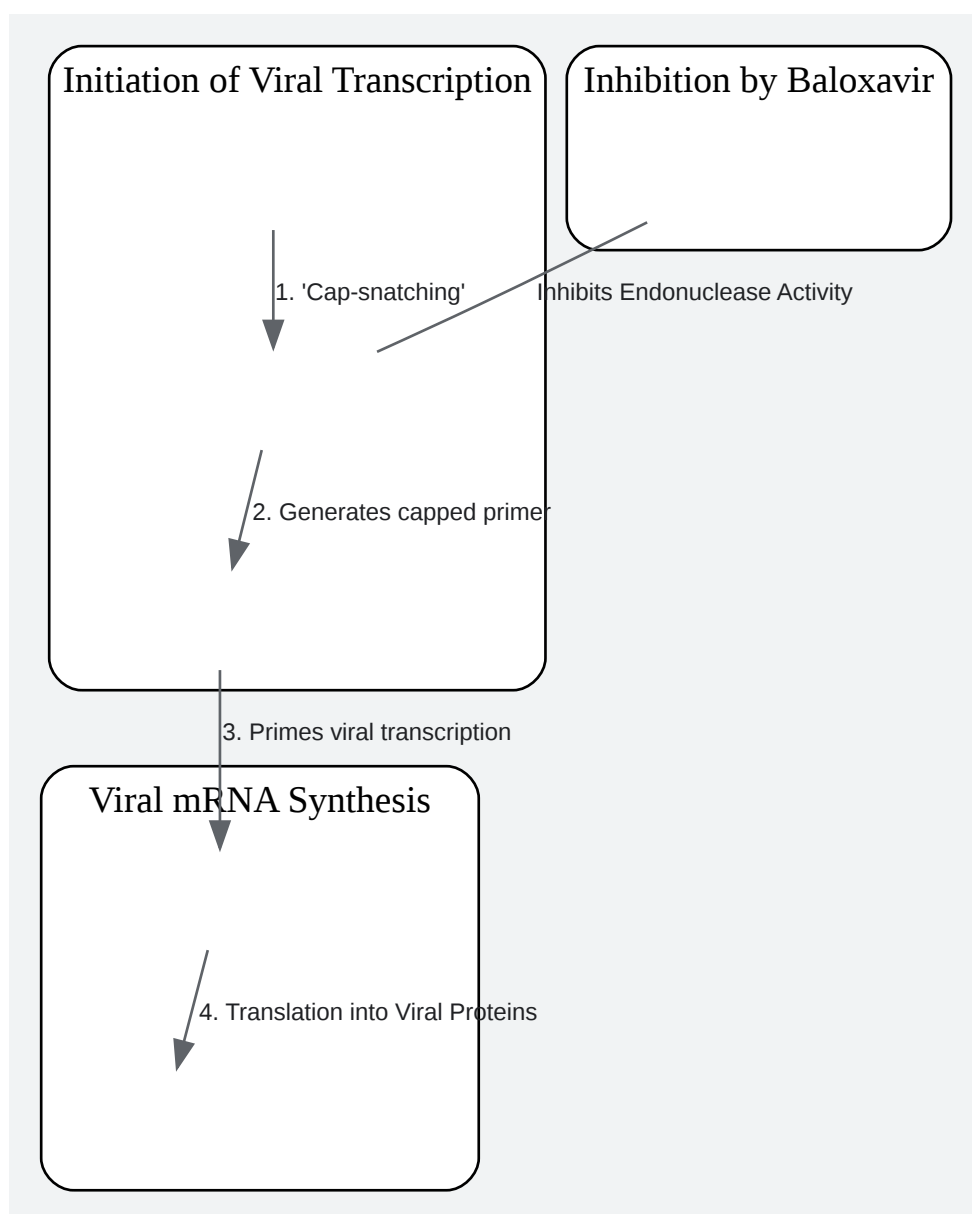 Initiation of Viral Transcription
Inhibition by Baloxavir
1. 'Cap-snatching'
Inhibits Endonuclease Activity
2. Generates capped primer
3. Primes viral transcription
Viral mRNA Synthesis
4. Translation into Viral Proteins